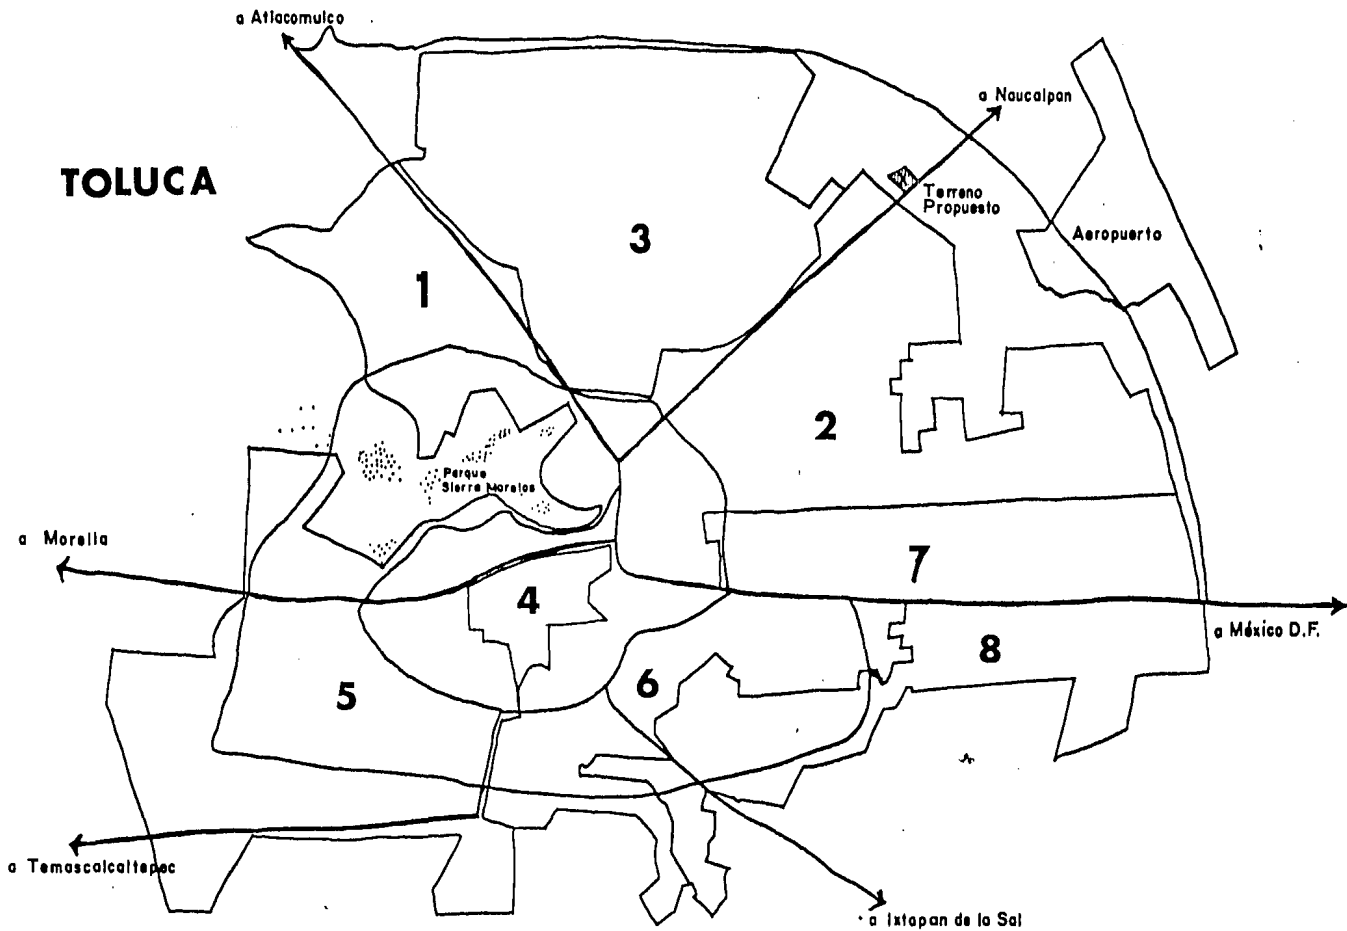 a Atlacomulco
a Naucalpan
TOLUCA
Terreno
Propuesto
3
Aeropuerto
1
2
Parque
Sierra Morelos
a Morelia
7
4
a México D.F.
8
6
5
a Temascalcaltepec
a Ixtapan de la Sal